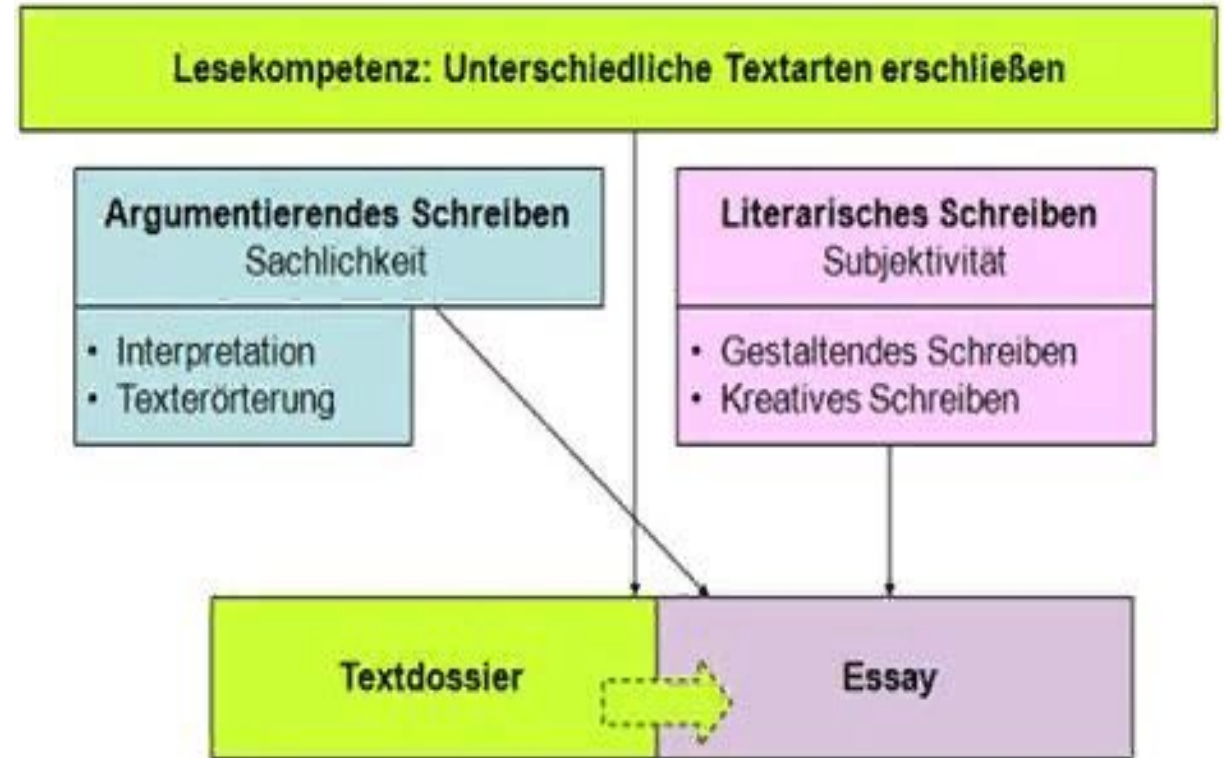 Lesekompetenz: Unterschiedliche Textarten erschließen
Argumentierendes Schreiben
Sachlichkeit
• Interpretation
• Texterörterung
Literarisches Schreiben
Subjektivität
• Gestaltendes Schreiben
• Kreatives Schreiben
Textdossier
Essay